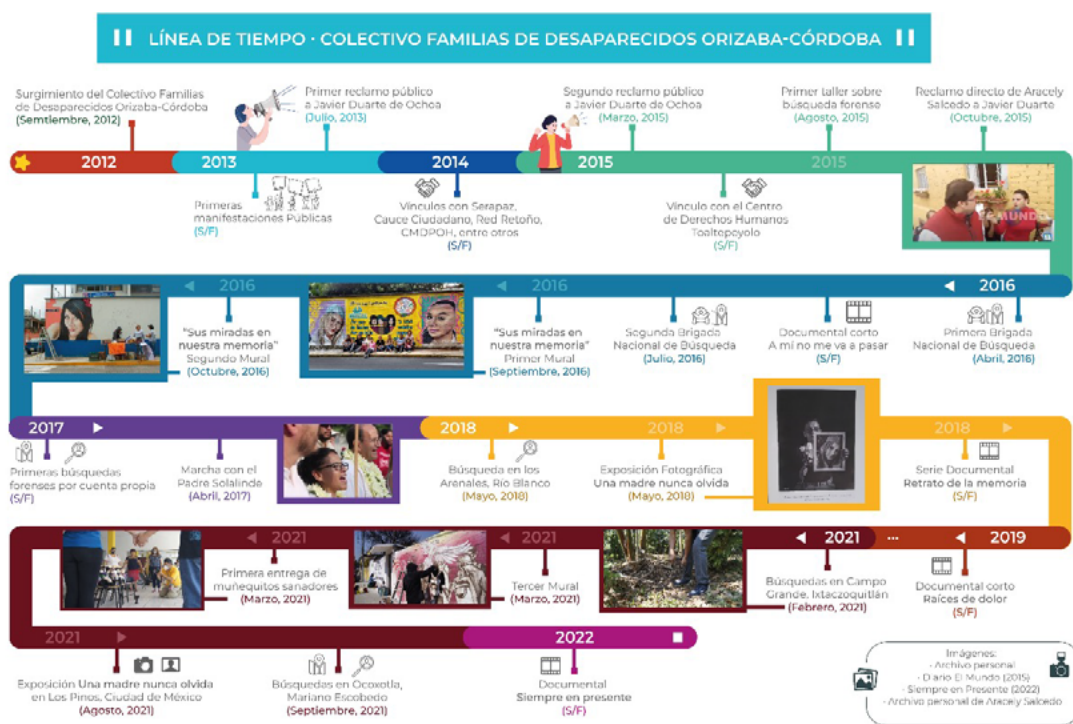 LÍNEA DE TIEMPO · COLECTIVO FAMILIAS DE DESAPARECIDOS ORIZABA-CÓRDOBA
Surgimiento del Colectivo Familias
de Desaparecidos Orizaba-Córdoba
(Semtiembre, 2012)
Primer reclamo público
a Javier Duarte de Ochoa
(Julio, 2013)
Segundo reclamo público
a Javier Duarte de Ochoa
(Marzo, 2015)
Primer taller sobre
búsqueda forense
(Agosto, 2015)
Reclamo directo de Aracely
Salcedo a Javier Duarte
(Octubre, 2015)
2012
2013
2014
2015
2015
Primeras
manifestaciones Públicas
(S/F)
Vínculos con Serapaz,
Cauce Ciudadano, Red Retoño,
CMDPDH, entre otros
(S/F)
Vínculo con el Centro
de Derechos Humanos
Toaltepeyolo
(S/F)
EL MUNDO
2016
2016
2016
"Sus miradas en
nuestra memoria"
Segundo Mural
(Octubre, 2016)
"Sus miradas en
nuestra memoria"
Primer Mural
(Septiembre, 2016)
Segunda Brigada
Nacional de Búsqueda
(Julio, 2016)
Documental corto
A mí no me va a pasar
(S/F)
Primera Brigada
Nacional de Búsqueda
(Abril, 2016)
2017
2018
2018
2018
Primeras búsquedas
forenses por cuenta propia
(S/F)
Marcha con el
Padre Solalinde
(Abril, 2017)
Búsqueda en los
Arenales, Río Blanco
(Mayo, 2018)
Exposición Fotográfica
Una madre nunca olvida
(Mayo, 2018)
Serie Documental
Retrato de la memoria
(S/F)
2021
2021
2021
...
2019
Primera entrega de
muñequitos sanadores
(Marzo, 2021)
Tercer Mural
(Marzo, 2021)
Búsquedas en Campo
Grande, Ixtaczoquitlán
(Febrero, 2021)
Documental corto
Raíces de dolor
(S/F)
2021
2022
Exposición Una madre nunca olvida
en Los Pinos, Ciudad de México
(Agosto, 2021)
Búsquedas en Ocoxotla,
Mariano Escobedo
(Septiembre, 2021)
Documental
Siempre en presente
(S/F)
Imágenes:
· Archivo personal
· Diario El Mundo (2015)
· Siempre en Presente (2022)
· Archivo personal de Aracely Salcedo